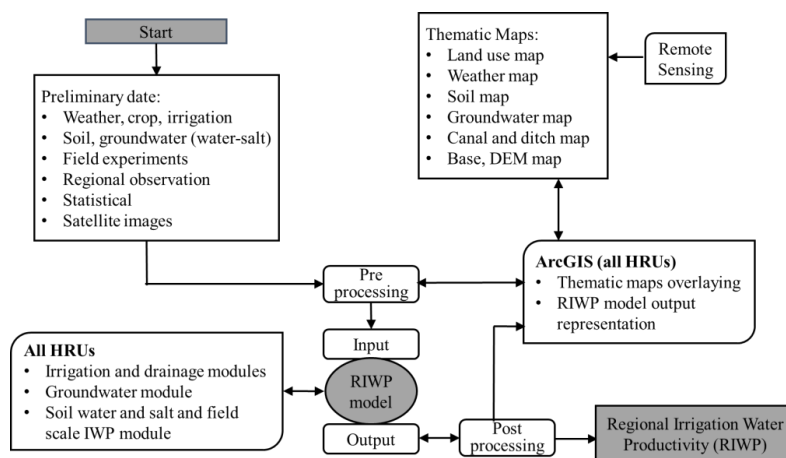 Start
Preliminary date:
• Weather, crop, irrigation
• Soil, groundwater (water-salt)
• Field experiments
• Regional observation
• Statistical
• Satellite images
Thematic Maps:
• Land use map
• Weather map
• Soil map
• Groundwater map
• Canal and ditch map
• Base, DEM map
Remote
Sensing
Pre
processing
ArcGIS (all HRUs)
• Thematic maps overlaying
• RIWP model output
representation
Input
RIWP
model
Output
All HRUs
• Irrigation and drainage modules
• Groundwater module
• Soil water and salt and field
scale IWP module
Post
processing
Regional Irrigation Water
Productivity (RIWP)